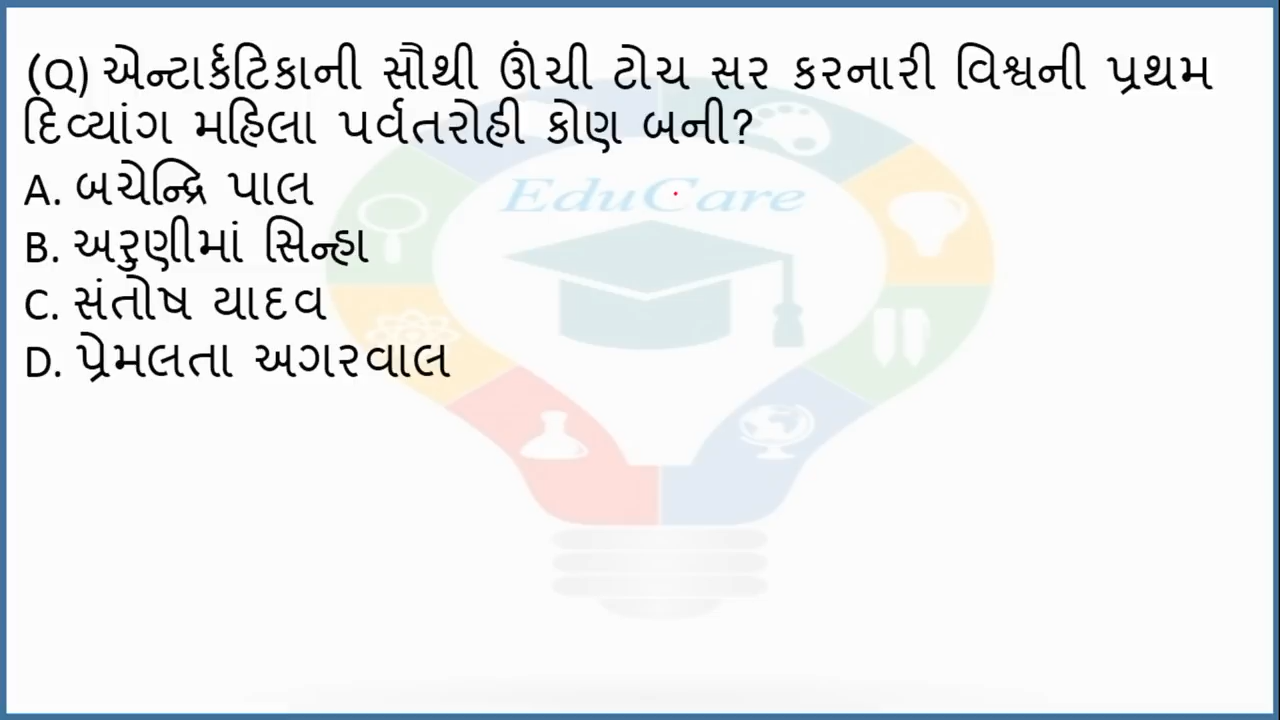 (Q) એન્ટાર્કટિકાની સૌથી ઊંચી ટોચ સર કરનારી વિશ્વની પ્રથમ
દિવ્યાંગ મહિલા પર્વતરોહી કોણ બની?
EduCare
A. બચેન્દ્રિ પાલ
B. અરુણીમાં સિન્હા
C. સંતોષ યાદવ
D. પ્રેમલતા અગરવાલ